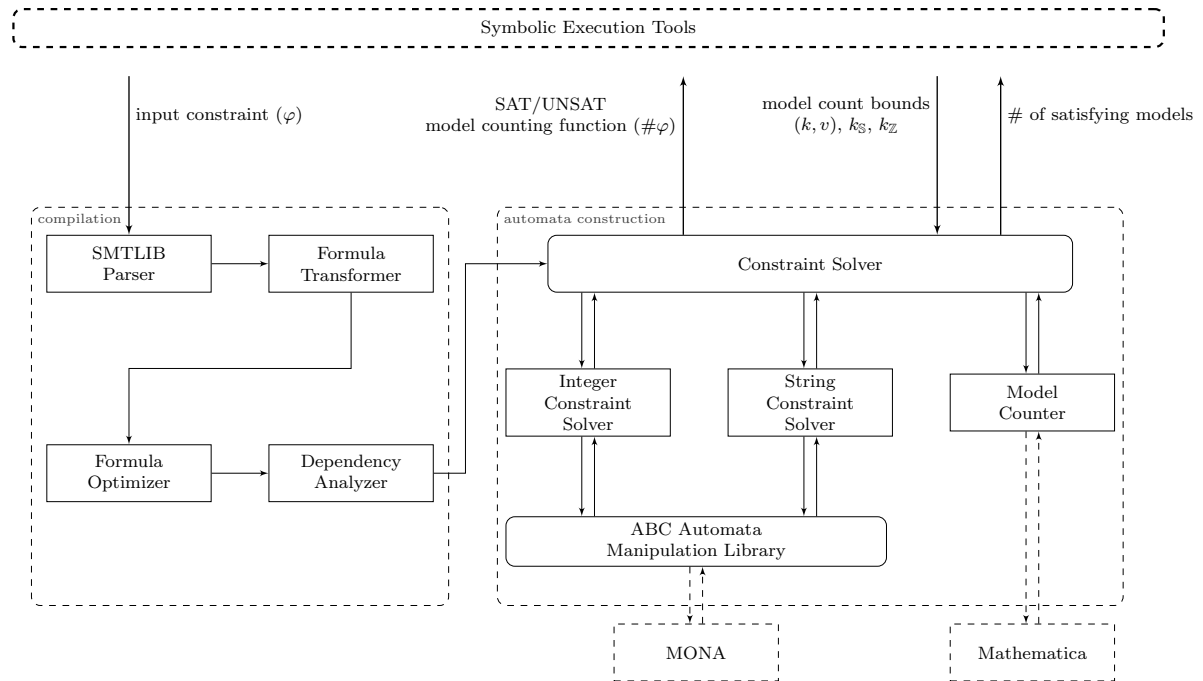 Symbolic Execution Tools
input constraint (φ)
SAT/UNSAT
model counting function (#φ)
model count bounds
(k, v), k𝕊, kℤ
# of satisfying models
compilation
SMTLIB
Parser
Formula
Transformer
Formula
Optimizer
Dependency
Analyzer
automata construction
Constraint Solver
Integer
Constraint
Solver
String
Constraint
Solver
Model
Counter
ABC Automata
Manipulation Library
MONA
Mathematica